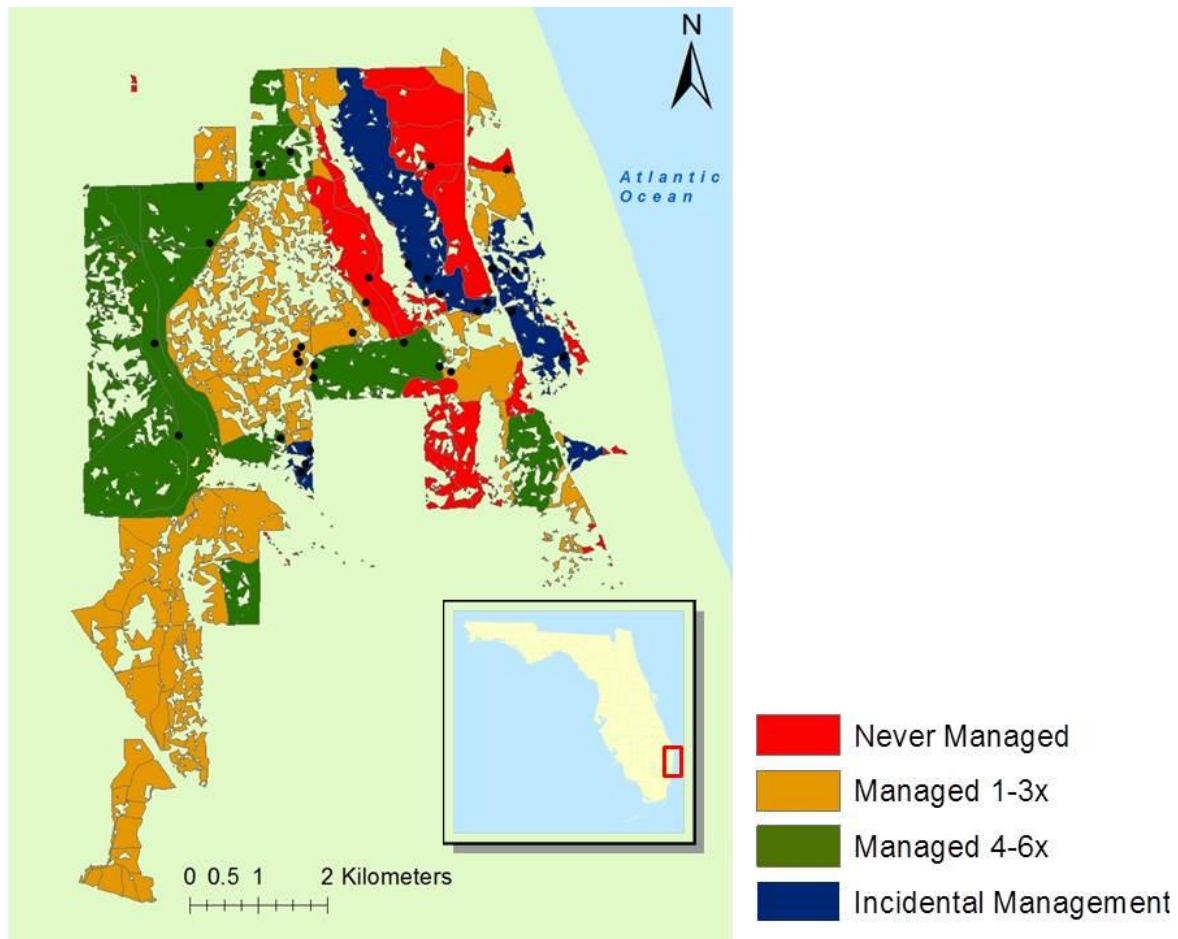 N
Atlantic
Ocean
0 0.5 1 2 Kilometers
Never Managed
Managed 1-3x
Managed 4-6x
Incidental Management